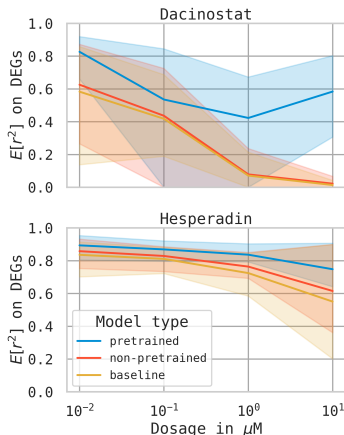 Dacinostat
1.0
0.8
0.6
0.4
0.2
0.0
E[r²] on DEGs
Hesperadin
1.0
0.8
0.6
0.4
0.2
0.0
E[r²] on DEGs
Model type
pretrained
non-pretrained
baseline
10⁻² 10⁻¹ 10⁰ 10¹
Dosage in μM